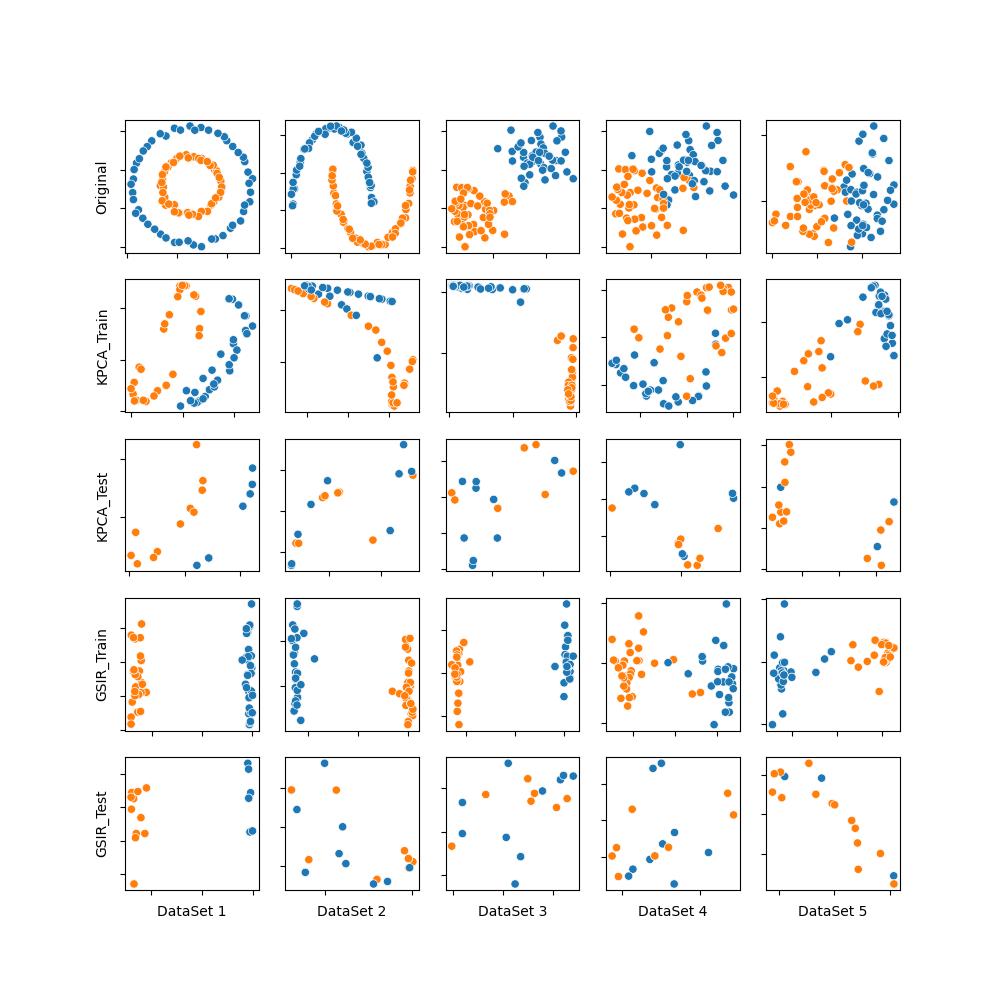 Original
KPCA_Train
KPCA_Test
GSIR_Train
GSIR_Test
DataSet 1
DataSet 2
DataSet 3
DataSet 4
DataSet 5